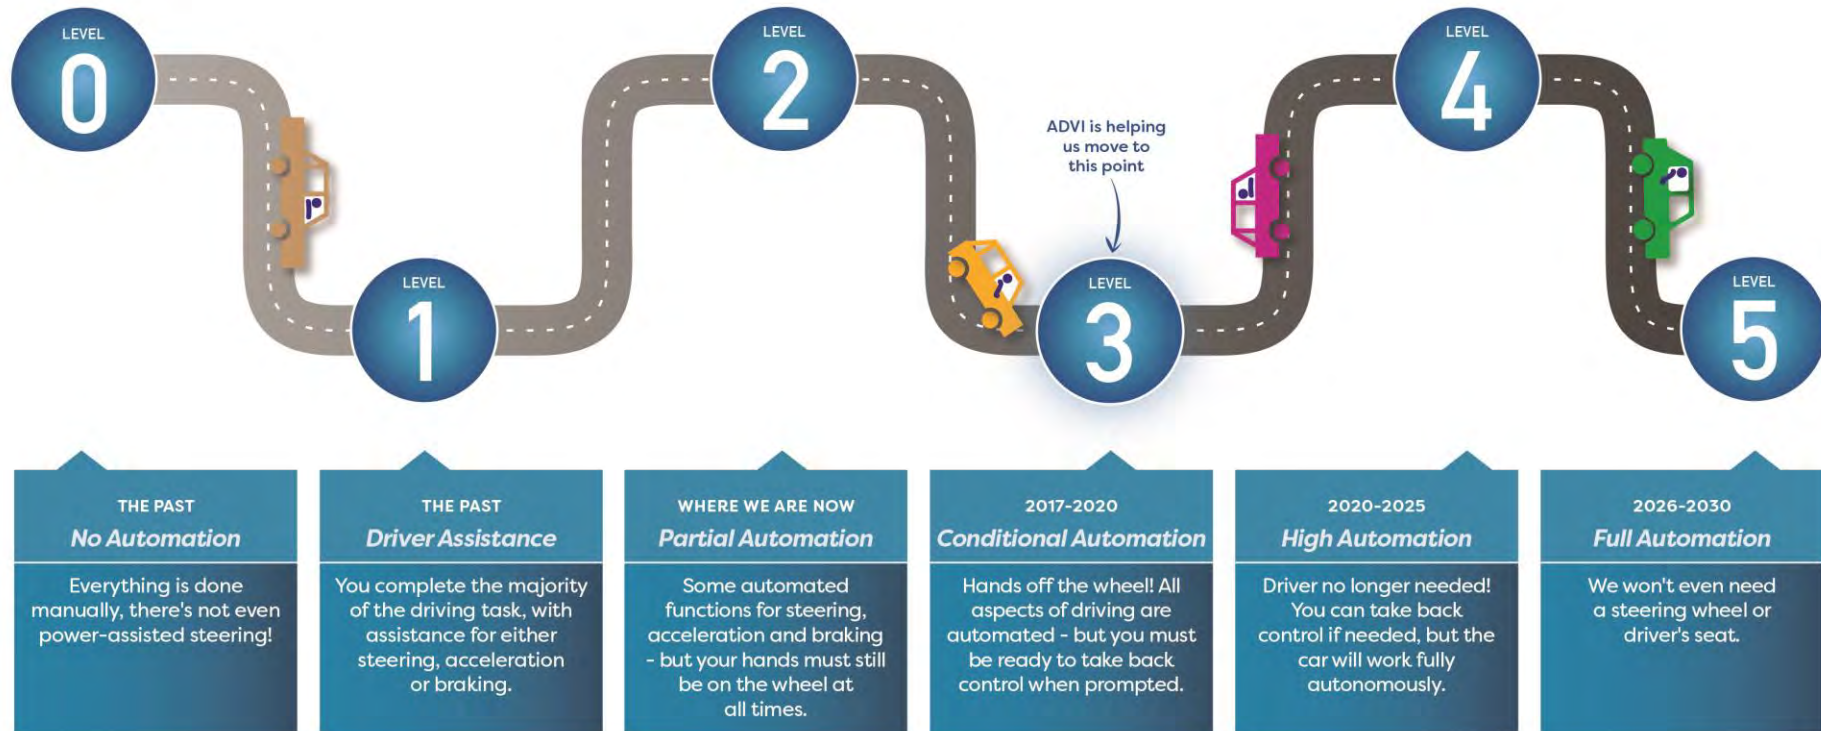 LEVEL
0
LEVEL
2
LEVEL
4
ADVI is helping
us move to
this point
LEVEL
1
LEVEL
3
LEVEL
5
THE PAST
No Automation
Everything is done
manually, there's not even
power-assisted steering!
THE PAST
Driver Assistance
You complete the majority
of the driving task, with
assistance for either
steering, acceleration
or braking.
WHERE WE ARE NOW
Partial Automation
Some automated
functions for steering,
acceleration and braking
- but your hands must still
be on the wheel at
all times.
2017-2020
Conditional Automation
Hands off the wheel! All
aspects of driving are
automated - but you must
be ready to take back
control when prompted.
2020-2025
High Automation
Driver no longer needed!
You can take back
control if needed, but the
car will work fully
autonomously.
2026-2030
Full Automation
We won't even need
a steering wheel or
driver's seat.